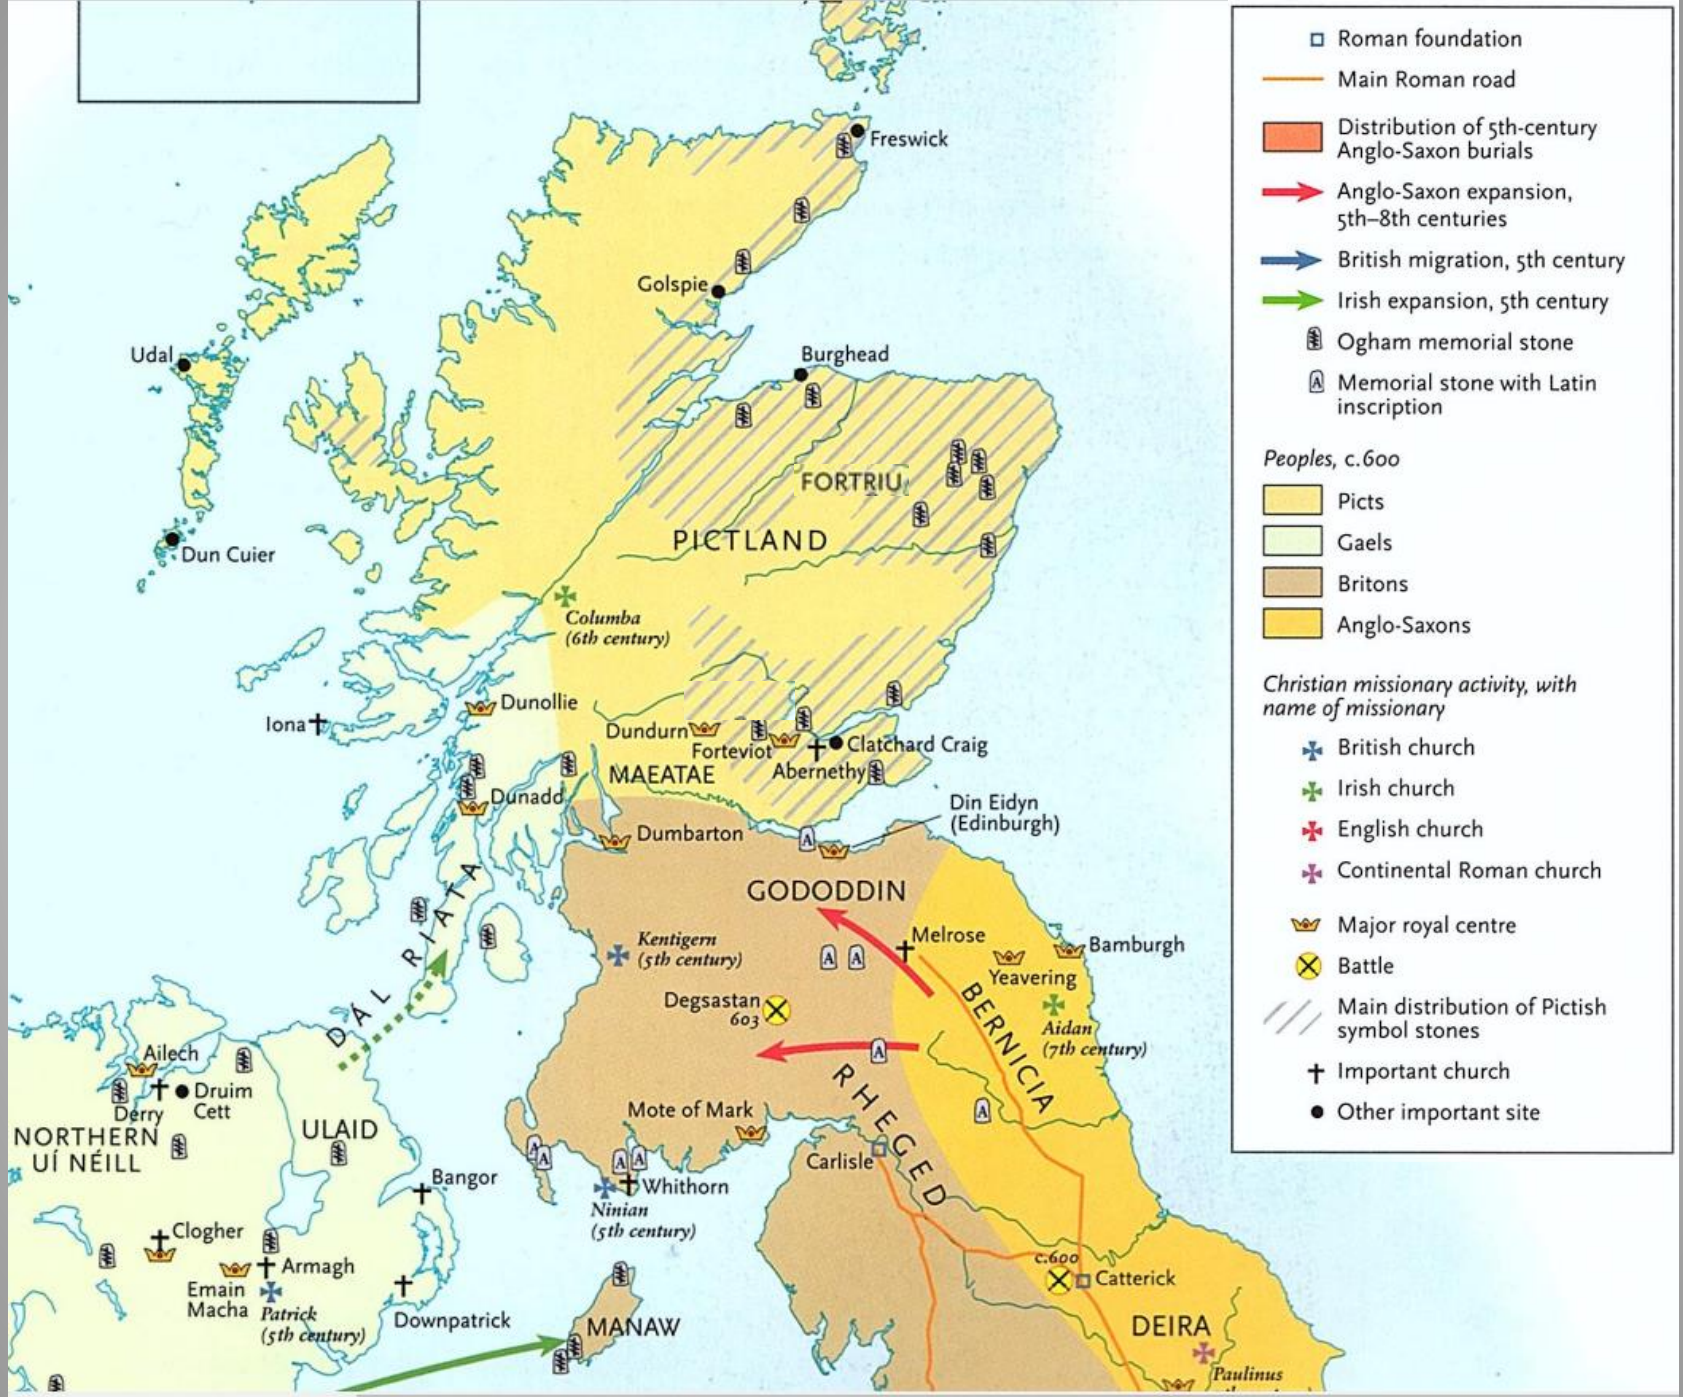 Freswick
Golspie
Udal
Burghead
FORTRIU
PICTLAND
Dun Cuier
Columba
(6th century)
Dunollie
Iona
Dundurn
Forteviot
Clatchard Craig
Abernethy
MAEATAE
Dunadd
Din Eidyn
(Edinburgh)
Dumbarton
A
GODODDIN
DÁL RIATA
Kentigern
(5th century)
A A
Melrose
Bamburgh
Yeavering
Degsastan
603
BERNICIA
Aidan
(7th century)
A
RHEGED
Ailech
Druim
Cett
Derry
NORTHERN
UÍ NÉILL
ULAID
Mote of Mark
A
Carlisle
A
A
A A
Bangor
Whithorn
Ninian
(5th century)
Clogher
Armagh
Emain
Macha
Patrick
(5th century)
Downpatrick
MANAW
c.600
Catterick
DEIRA
Paulinus
Roman foundation
Main Roman road
Distribution of 5th-century
Anglo-Saxon burials
Anglo-Saxon expansion,
5th–8th centuries
British migration, 5th century
Irish expansion, 5th century
Ogham memorial stone
A Memorial stone with Latin
inscription
Peoples, c.600
Picts
Gaels
Britons
Anglo-Saxons
Christian missionary activity, with
name of missionary
British church
Irish church
English church
Continental Roman church
Major royal centre
Battle
Main distribution of Pictish
symbol stones
Important church
Other important site